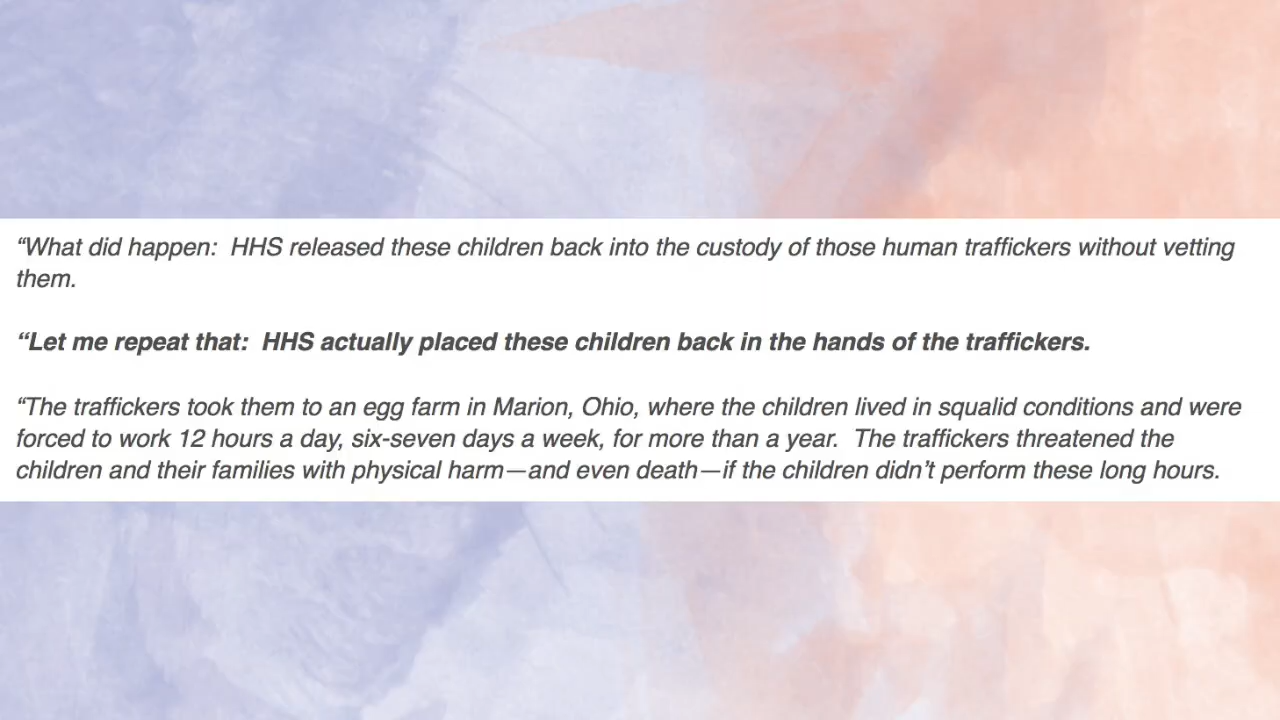 “What did happen:  HHS released these children back into the custody of those human traffickers without vetting
them.
“Let me repeat that:  HHS actually placed these children back in the hands of the traffickers.
“The traffickers took them to an egg farm in Marion, Ohio, where the children lived in squalid conditions and were
forced to work 12 hours a day, six-seven days a week, for more than a year.  The traffickers threatened the
children and their families with physical harm—and even death—if the children didn’t perform these long hours.